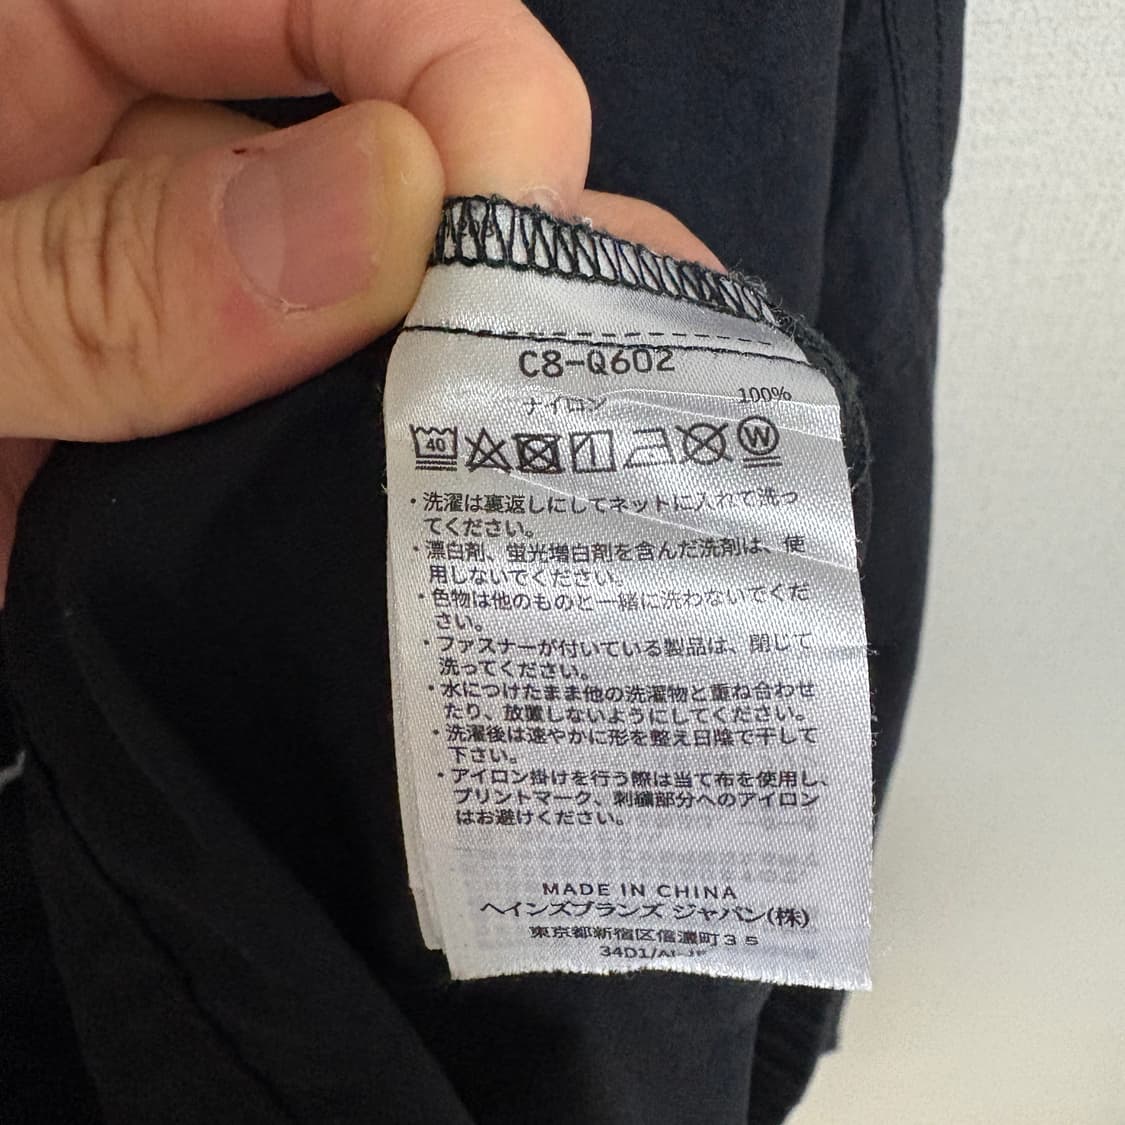 C8-Q602
ナイロン 100%
40 W
・洗濯は裏返しにしてネットに入れて洗っ
てください。
・漂白剤、蛍光増白剤を含んだ洗剤は、使
用しないでください。
・色物は他のものと一緒に洗わないでくだ
さい。
・ファスナーが付いている製品は、閉じて
洗ってください。
・水につけたまま他の洗濯物と重ね合わせ
たり、放置しないようにしてください。
・洗濯後は速やかに形を整え日陰で干して
下さい。
・アイロン掛けを行う際は当て布を使用し、
プリントマーク、刺繍部分へのアイロン
はお避けください。
MADE IN CHINA
ヘインズブランズ ジャパン(株)
東京都新宿区信濃町35